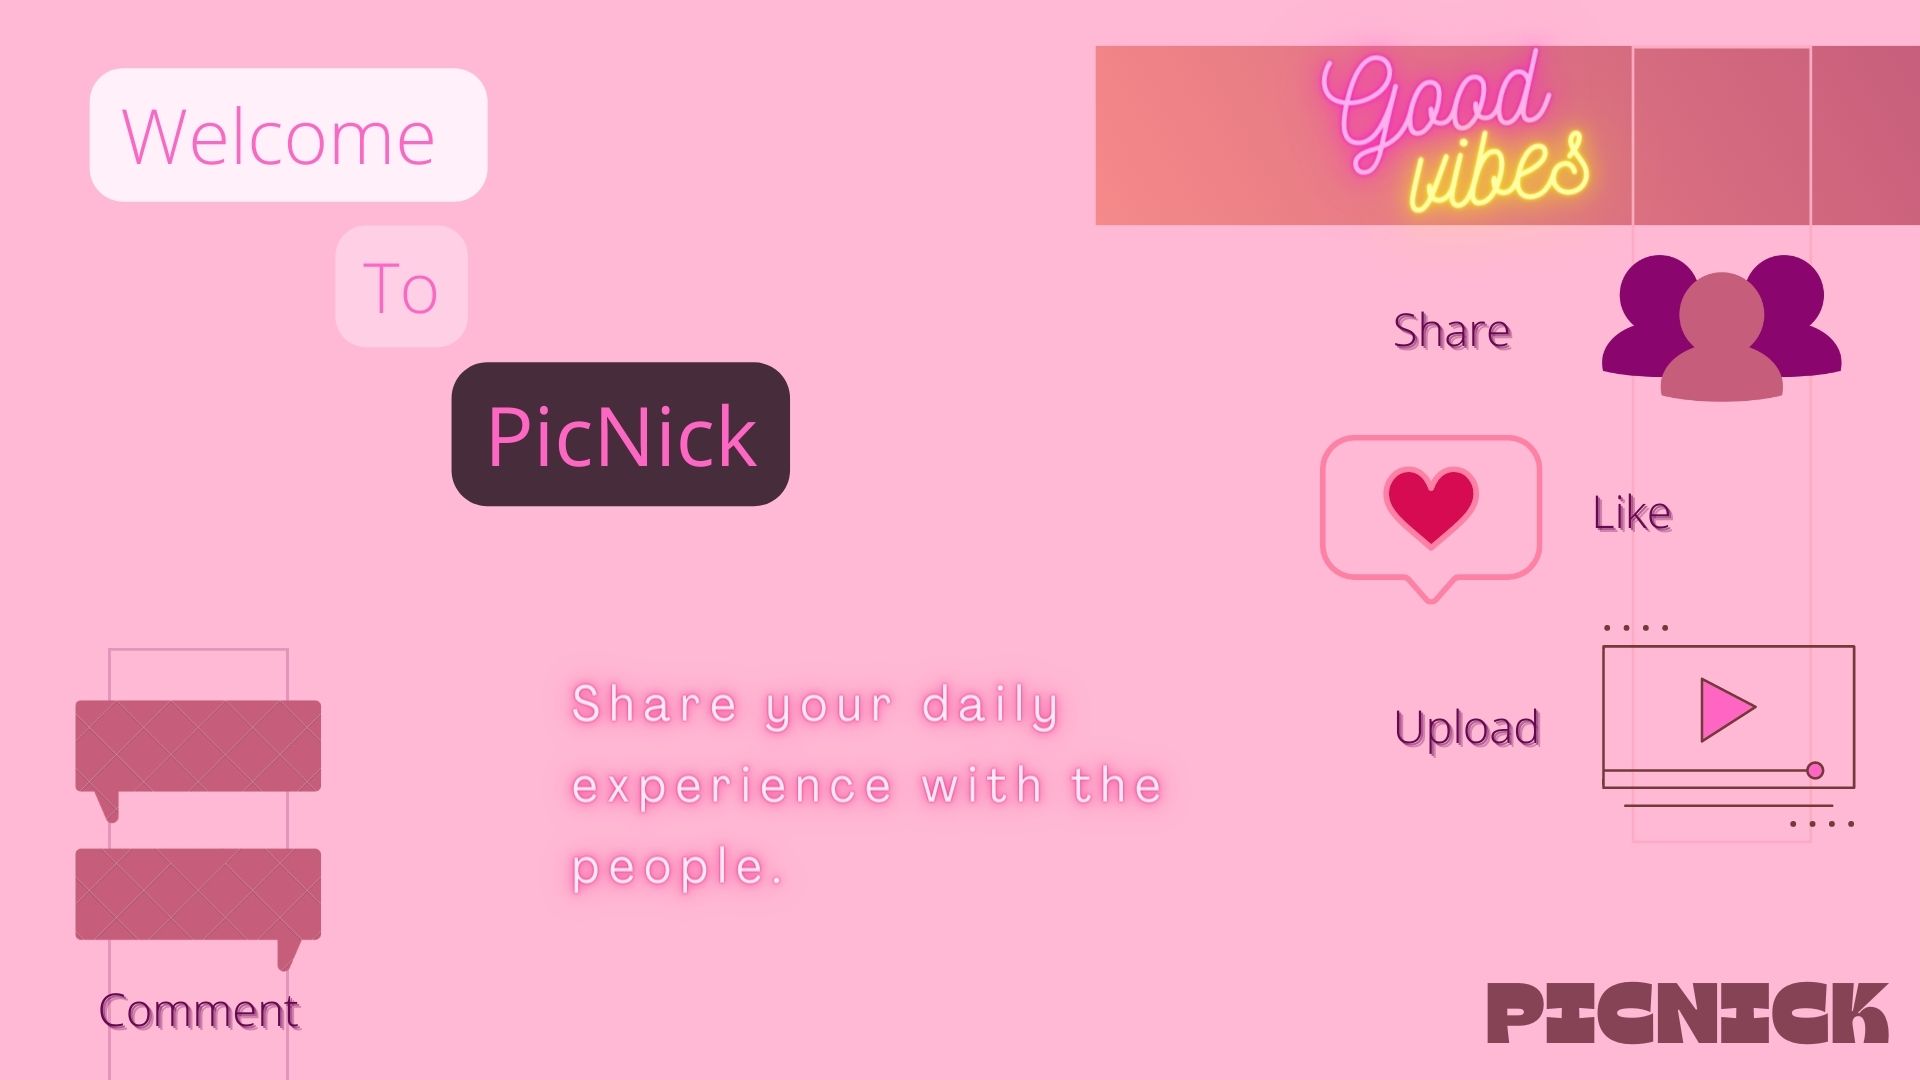 Welcome
To
PicNick
Good
vibes
Share
Like
Upload
Share your daily
experience with the
people.
Comment
PICNICK